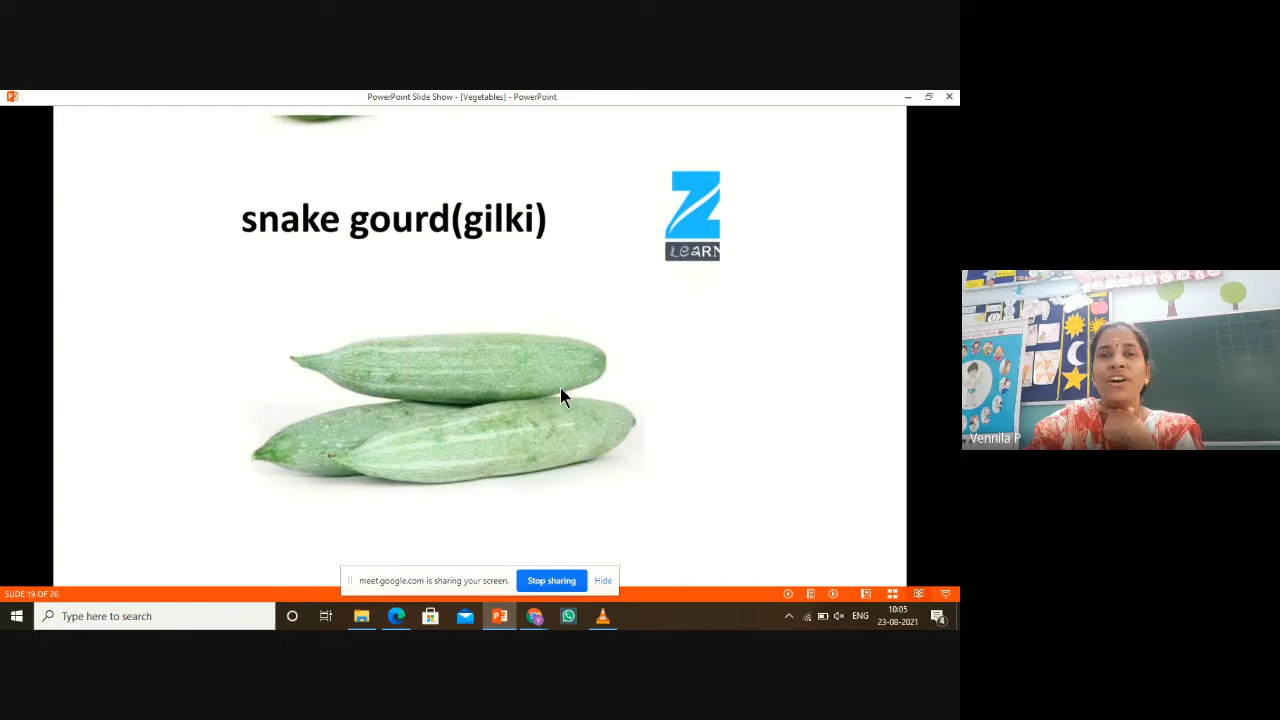 PowerPoint Slide Show - [Vegetables] - PowerPoint
snake gourd(gilki)
Z
LeARN
Vennila P
meet.google.com is sharing your screen.
Stop sharing
Hide
SLIDE 19 OF 26
Type here to search
ENG
10:05
23-08-2021
4